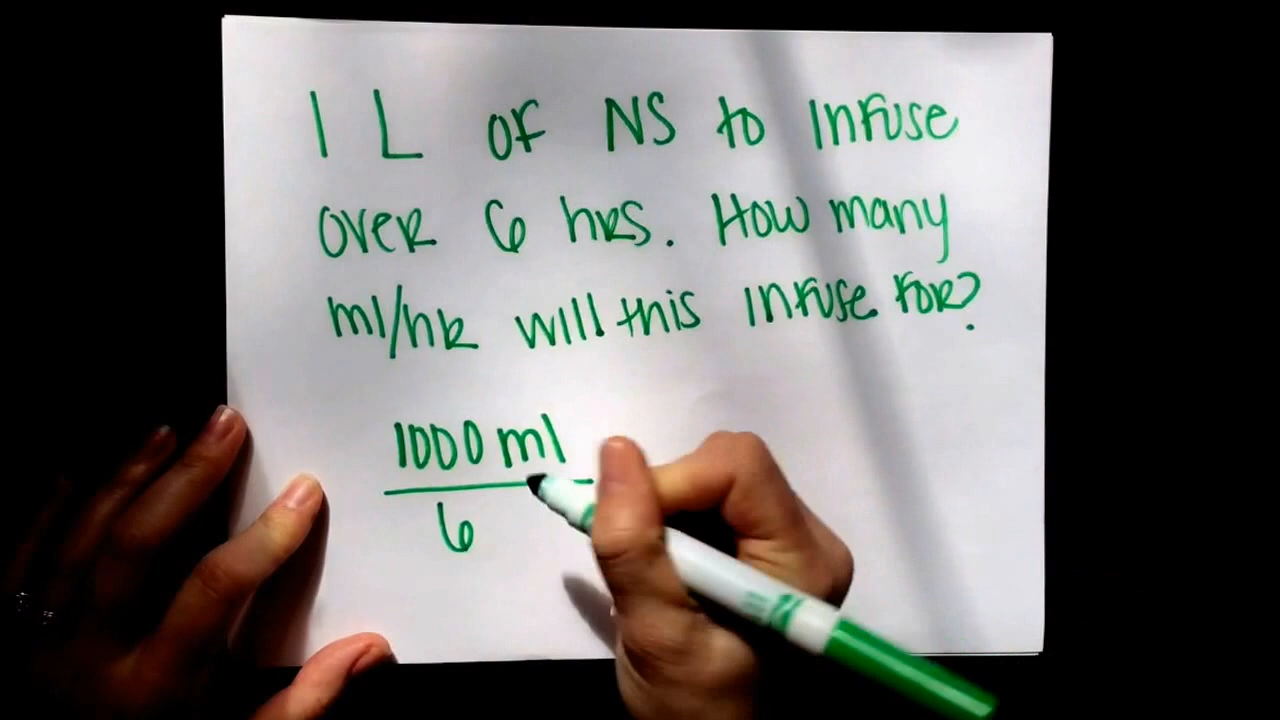 1 L OF NS to INFUSE
OVER 6 hRS. How many
ml/hR will this INFUSE FOR?
1000 ml
6